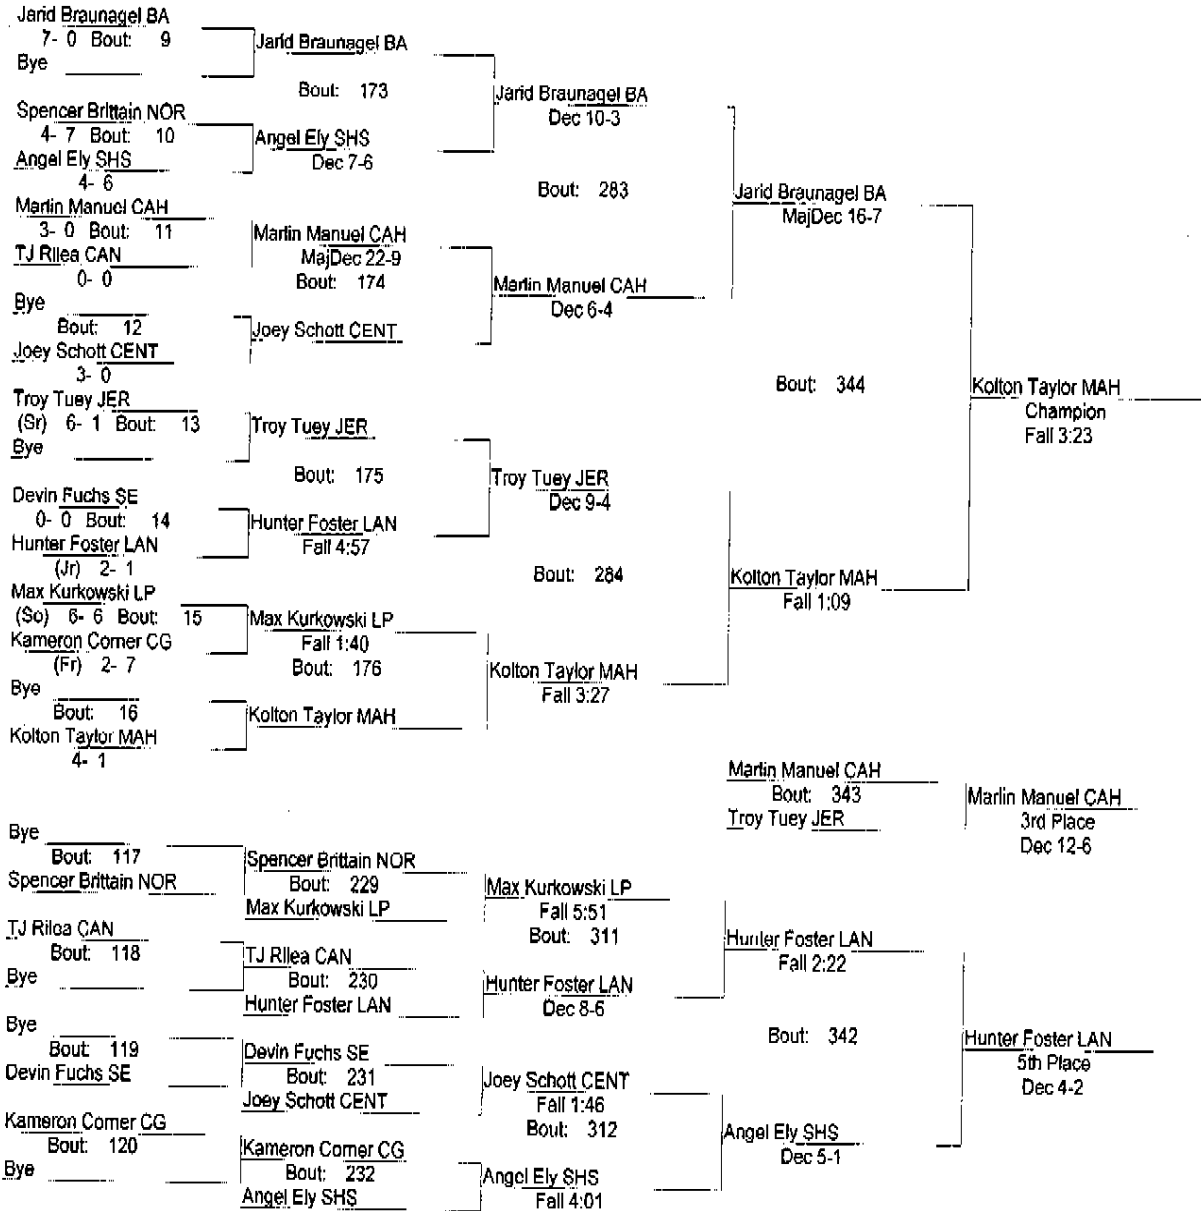 Jarid Braunagel BA
7- 0 Bout: 9
Bye
Jarid Braunagel BA
Bout: 173
Spencer Brittain NOR
4- 7 Bout: 10
Angel Ely SHS
4- 6
Angel Ely SHS
Dec 7-6
Jarid Braunagel BA
Dec 10-3
Bout: 283
Martin Manuel CAH
3- 0 Bout: 11
TJ Rilea CAN
0- 0
Martin Manuel CAH
MajDec 22-9
Bout: 174
Bye
Bout: 12
Joey Schott CENT
3- 0
Joey Schott CENT
Martin Manuel CAH
Dec 6-4
Jarid Braunagel BA
MajDec 16-7
Bout: 344
Troy Tuey JER
(Sr) 6- 1 Bout: 13
Bye
Troy Tuey JER
Bout: 175
Devin Fuchs SE
0- 0 Bout: 14
Hunter Foster LAN
(Jr) 2- 1
Hunter Foster LAN
Fall 4:57
Troy Tuey JER
Dec 9-4
Bout: 284
Max Kurkowski LP
(So) 6- 6 Bout: 15
Kameron Comer CG
(Fr) 2- 7
Max Kurkowski LP
Fall 1:40
Bout: 176
Bye
Bout: 16
Kolton Taylor MAH
4- 1
Kolton Taylor MAH
Kolton Taylor MAH
Fall 3:27
Kolton Taylor MAH
Fall 1:09
Kolton Taylor MAH
Champion
Fall 3:23
Martin Manuel CAH
Bout: 343
Troy Tuey JER
Martin Manuel CAH
3rd Place
Dec 12-6
Bye
Bout: 117
Spencer Brittain NOR
Spencer Brittain NOR
Bout: 229
Max Kurkowski LP
Max Kurkowski LP
Fall 5:51
Bout: 311
TJ Rilea CAN
Bout: 118
Bye
TJ Rilea CAN
Bout: 230
Hunter Foster LAN
Hunter Foster LAN
Dec 8-6
Hunter Foster LAN
Fall 2:22
Bout: 342
Bye
Bout: 119
Devin Fuchs SE
Devin Fuchs SE
Bout: 231
Joey Schott CENT
Joey Schott CENT
Fall 1:46
Bout: 312
Kameron Comer CG
Bout: 120
Bye
Kameron Comer CG
Bout: 232
Angel Ely SHS
Angel Ely SHS
Fall 4:01
Angel Ely SHS
Dec 5-1
Hunter Foster LAN
5th Place
Dec 4-2